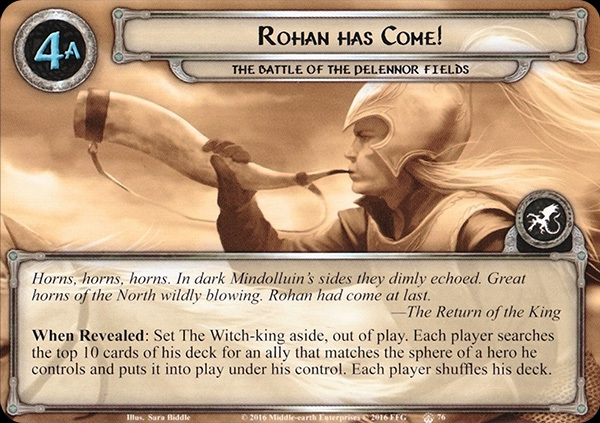 4A
ROHAN HAS COME!
THE BATTLE OF THE PELENNOR FIELDS
Horns, horns, horns. In dark Mindolluin's sides they dimly echoed. Great
horns of the North wildly blowing. Rohan had come at last.
—The Return of the King
When Revealed: Set The Witch-king aside, out of play. Each player searches
the top 10 cards of his deck for an ally that matches the sphere of a hero he
controls and puts it into play under his control. Each player shuffles his deck.
Illus. Sara Biddle © 2016 Middle-earth Enterprises © 2016 FFG 76